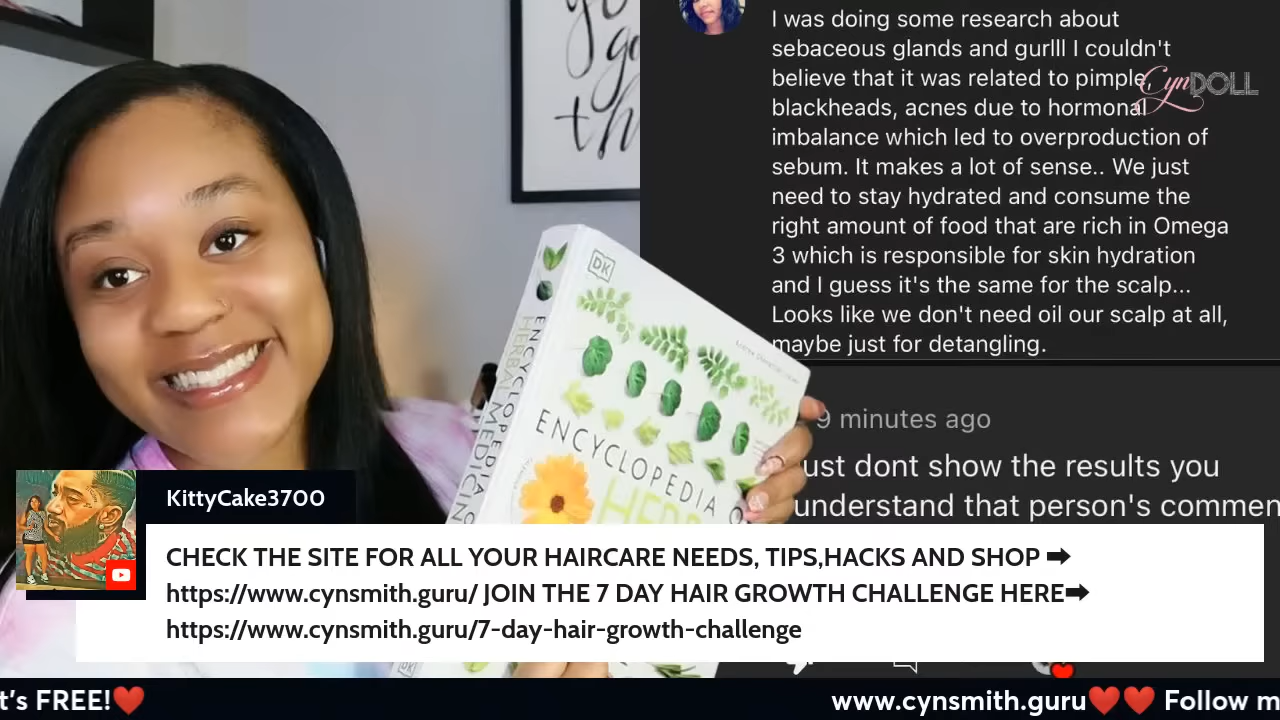 I was doing some research about
sebaceous glands and gurlll I couldn't
believe that it was related to pimple
blackheads, acnes due to hormonal
imbalance which led to overproduction of
sebum. It makes a lot of sense.. We just
need to stay hydrated and consume the
right amount of food that are rich in Omega
3 which is responsible for skin hydration
and I guess it's the same for the scalp...
Looks like we don't need oil our scalp at all,
maybe just for detangling.
CynDOLL
DK
ENCYCLOPEDIA O
HERBAL MEDICIN
9 minutes ago
ust dont show the results you
understand that person's commen
KittyCake3700
CHECK THE SITE FOR ALL YOUR HAIRCARE NEEDS, TIPS,HACKS AND SHOP ➡
https://www.cynsmith.guru/ JOIN THE 7 DAY HAIR GROWTH CHALLENGE HERE➡
https://www.cynsmith.guru/7-day-hair-growth-challenge
t's FREE!❤️
www.cynsmith.guru❤️❤️ Follow m